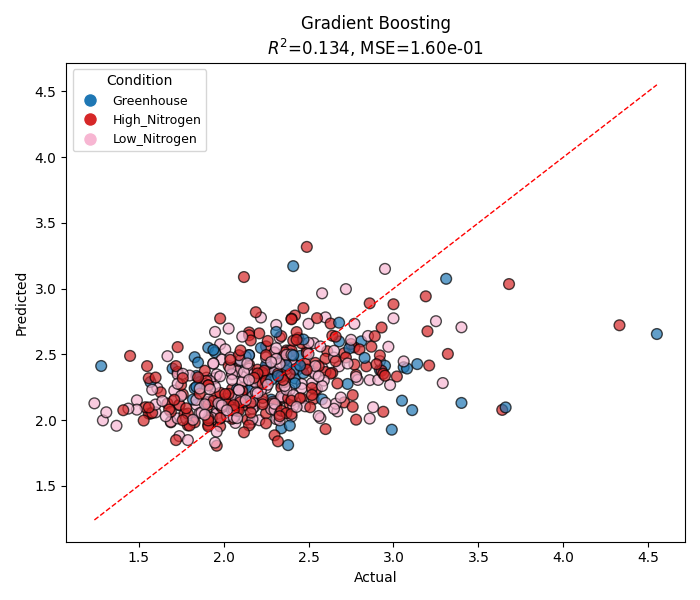 Gradient Boosting
R²=0.134, MSE=1.60e-01
Condition
Greenhouse
High_Nitrogen
Low_Nitrogen
4.5
4.0
3.5
3.0
2.5
2.0
1.5
Predicted
1.5 2.0 2.5 3.0 3.5 4.0 4.5
Actual